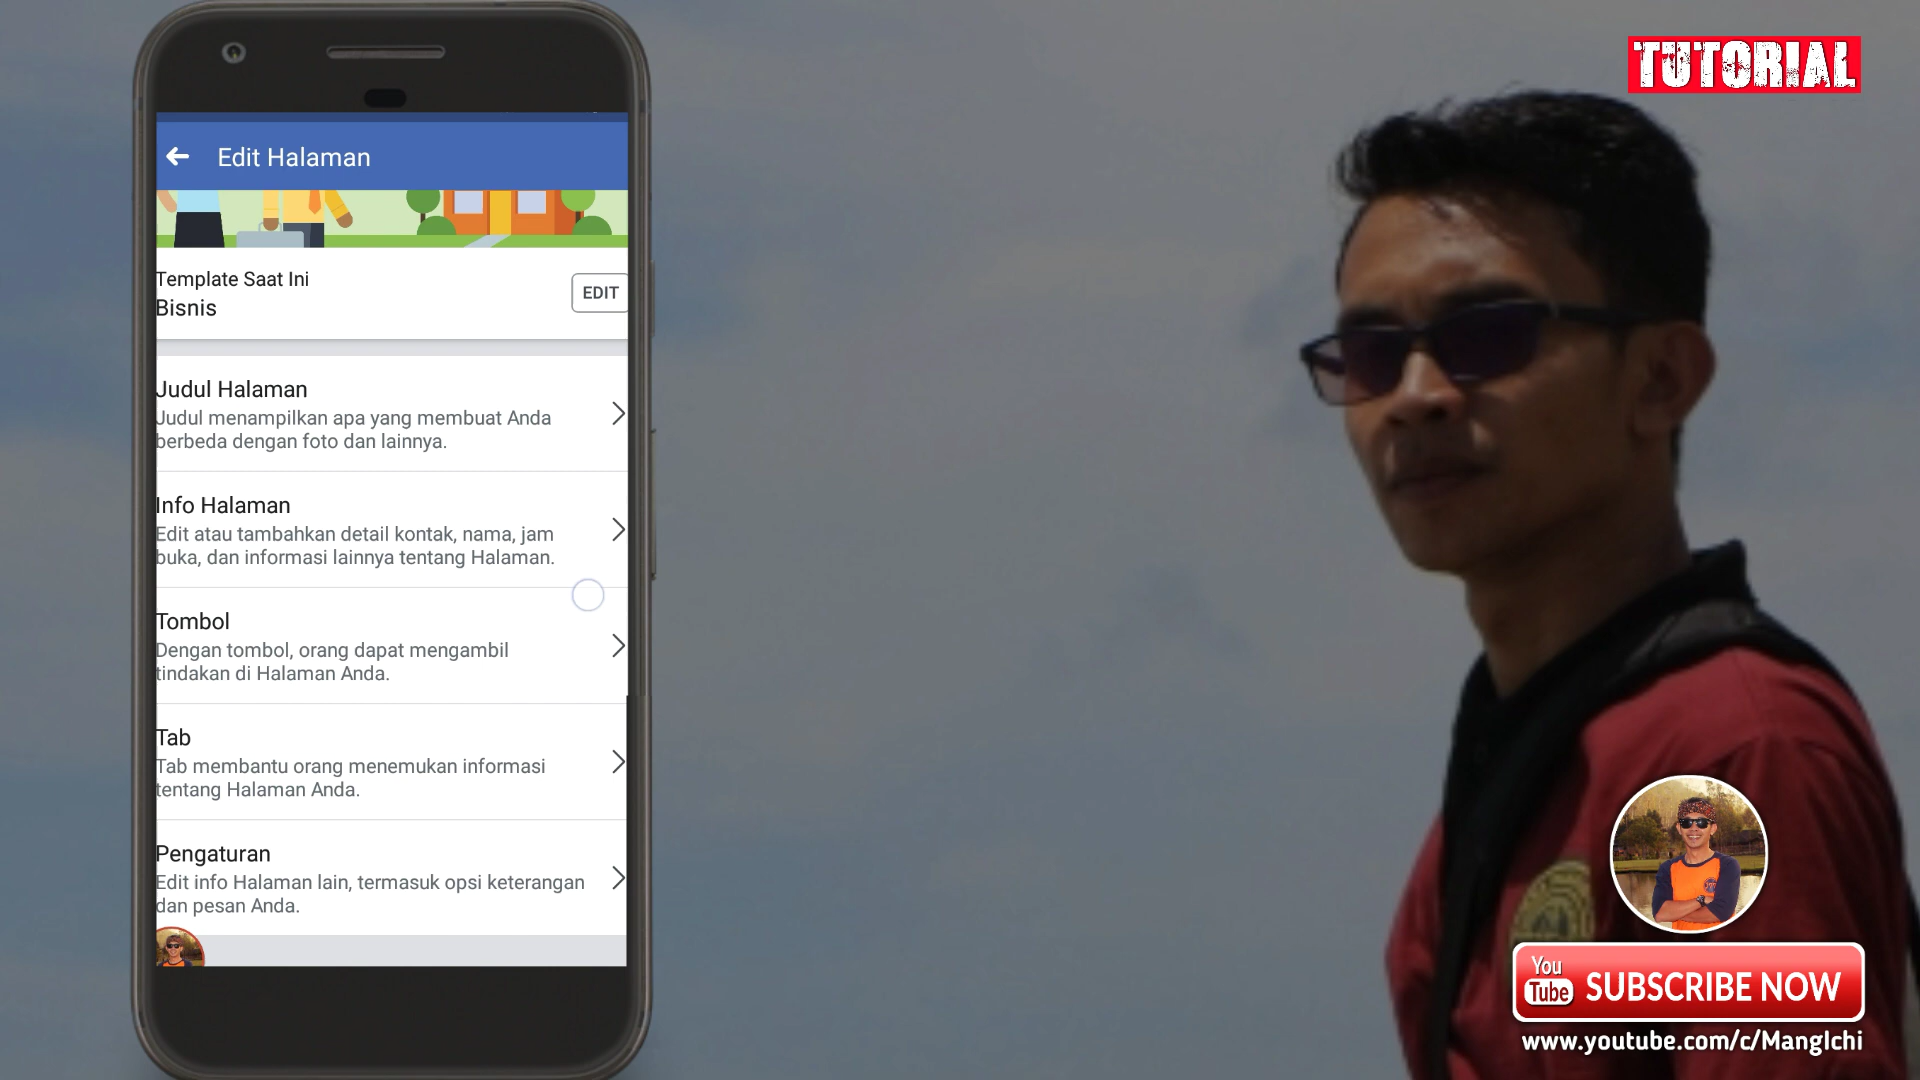 TUTORIAL
Edit Halaman
Template Saat Ini
Bisnis
EDIT
Judul Halaman
Judul menampilkan apa yang membuat Anda
berbeda dengan foto dan lainnya.
Info Halaman
Edit atau tambahkan detail kontak, nama, jam
buka, dan informasi lainnya tentang Halaman.
Tombol
Dengan tombol, orang dapat mengambil
tindakan di Halaman Anda.
Tab
Tab membantu orang menemukan informasi
tentang Halaman Anda.
Pengaturan
Edit info Halaman lain, termasuk opsi keterangan
dan pesan Anda.
You
Tube
SUBSCRIBE NOW
www.youtube.com/c/MangIchi